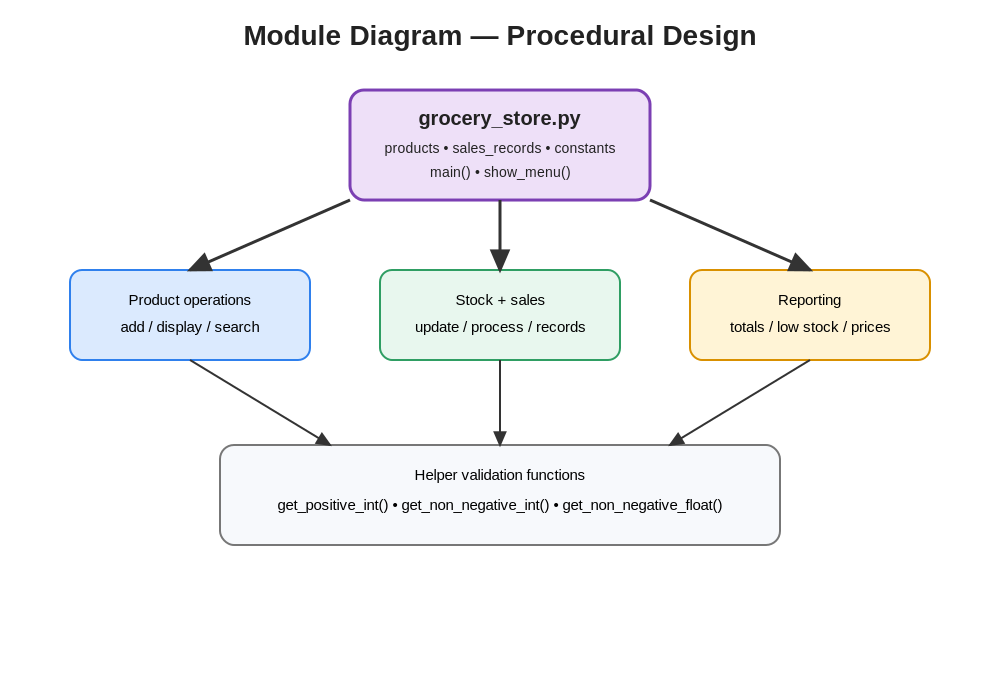 Module Diagram — Procedural Design
grocery_store.py
products • sales_records • constants
main() • show_menu()
Product operations
add / display / search
Stock + sales
update / process / records
Reporting
totals / low stock / prices
Helper validation functions
get_positive_int() • get_non_negative_int() • get_non_negative_float()